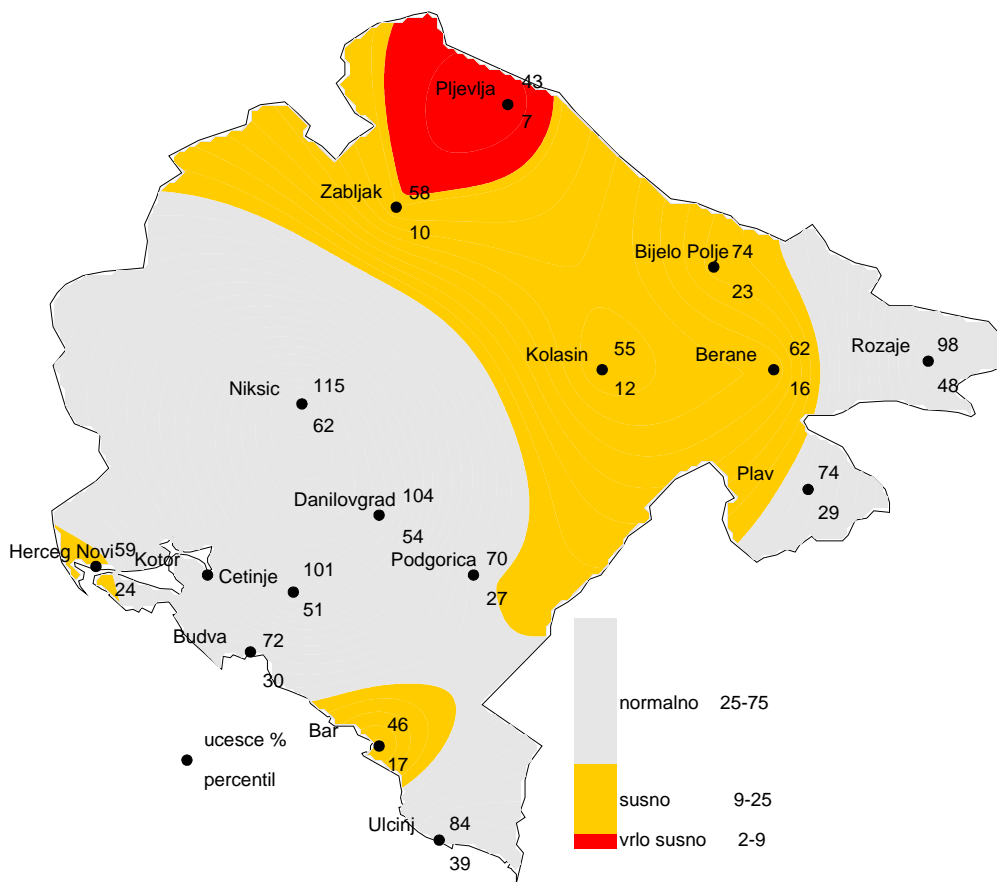 43
Pljevlja
7
Zabljak 58
10
Bijelo Polje 74
23
Kolasin 55
12
Berane 62
16
Rozaje 98
48
Niksic 115
62
Plav 74
29
Danilovgrad 104
54
Herceg Novi 59
24
Kotor
Cetinje 101
51
Podgorica 70
27
Budva 72
30
Bar 46
17
Ulcinj 84
39
ucesce %
percentil
normalno 25-75
susno 9-25
vrlo susno 2-9